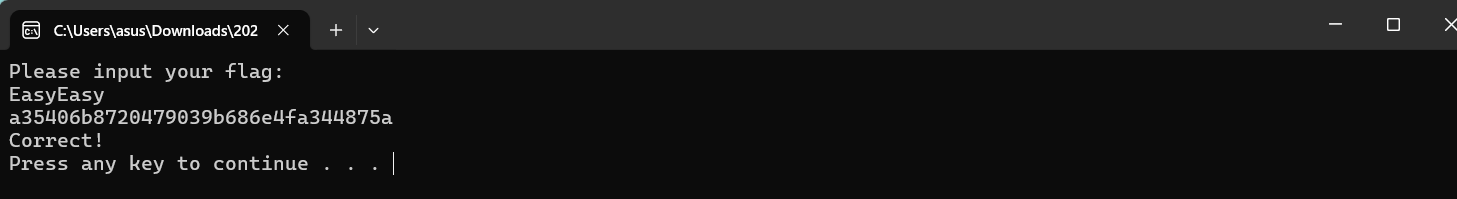 C:\Users\asus\Downloads\202
Please input your flag:
EasyEasy
a35406b8720479039b686e4fa344875a
Correct!
Press any key to continue . . .